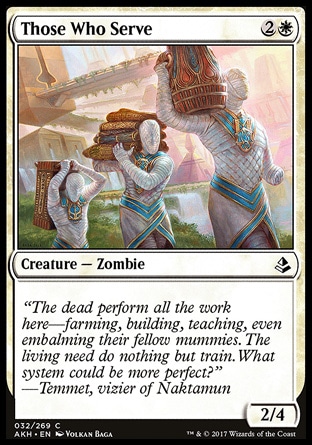 Those Who Serve 2
Creature — Zombie
“The dead perform all the work
here—farming, building, teaching, even
embalming their fellow mummies. The
living need do nothing but train. What
system could be more perfect?”
—Temmet, vizier of Naktamun
2/4
032/269 C
AKH • EN Volkan Baga
™ & © 2017 Wizards of the Coast